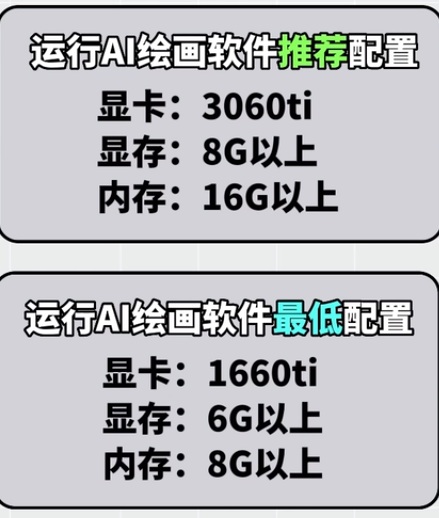 运行AI绘画软件推荐配置
显卡：3060ti
显存：8G以上
内存：16G以上
运行AI绘画软件最低配置
显卡：1660ti
显存：6G以上
内存：8G以上